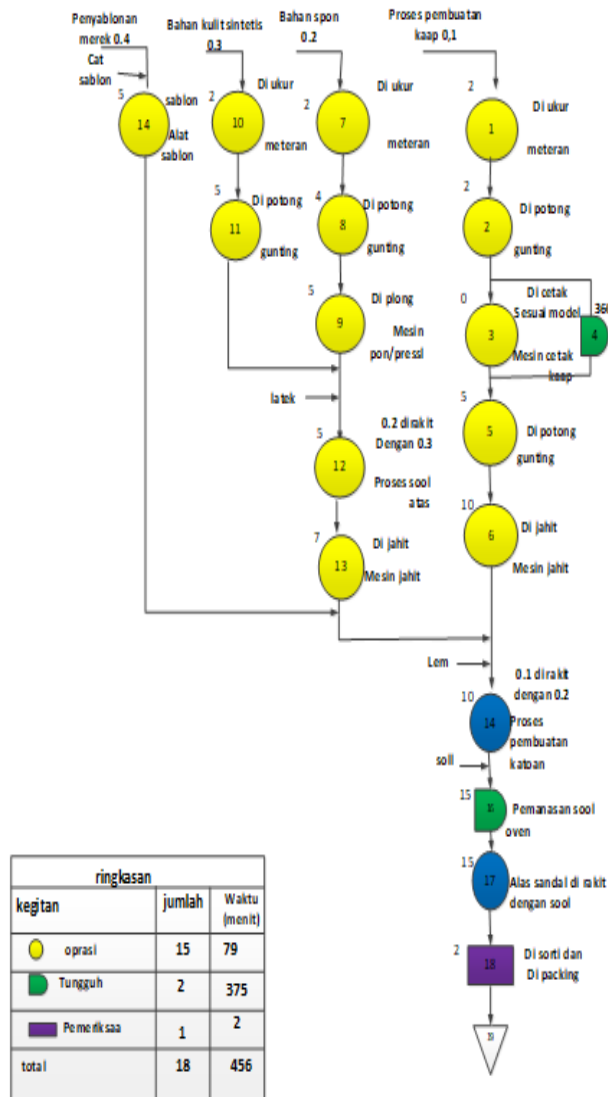 Penyablonan
merek 0.4
Cat
sablon
5
sablon
14
Alat
sablon
Bahan kulit sintetis
0.3
2
Di ukur
10
meteran
5
Di potong
11
gunting
Bahan spon
0.2
2
Di ukur
7
meteran
4
Di potong
8
gunting
5
Di plong
9
Mesin
pon/pressl
latek
0.2 dirakit
5
Dengan 0.3
12
Proses sool
atas
7
Di jahit
13
Mesin jahit
Proses pembuatan
kaap 0,1
2
Di ukur
1
meteran
2
Di potong
2
gunting
Di cetak
0
Sesuai model
360
3
4
Mesin cetak
kaap
5
Di potong
5
gunting
10
Di jahit
6
Mesin jahit
Lem
0.1 di rakit
10
dengan 0.2
14
Proses
pembuatan
soll
katoan
15
Pemanasan sool
oven
15
17
Alas sandal di rakit
dengan sool
2
Di sorti dan
18
Di packing
ringkasan
kegitan jumlah Waktu
(menit)
oprasi 15 79
Tungguh 2 375
Pemeriksaa 1 2
total 18 456